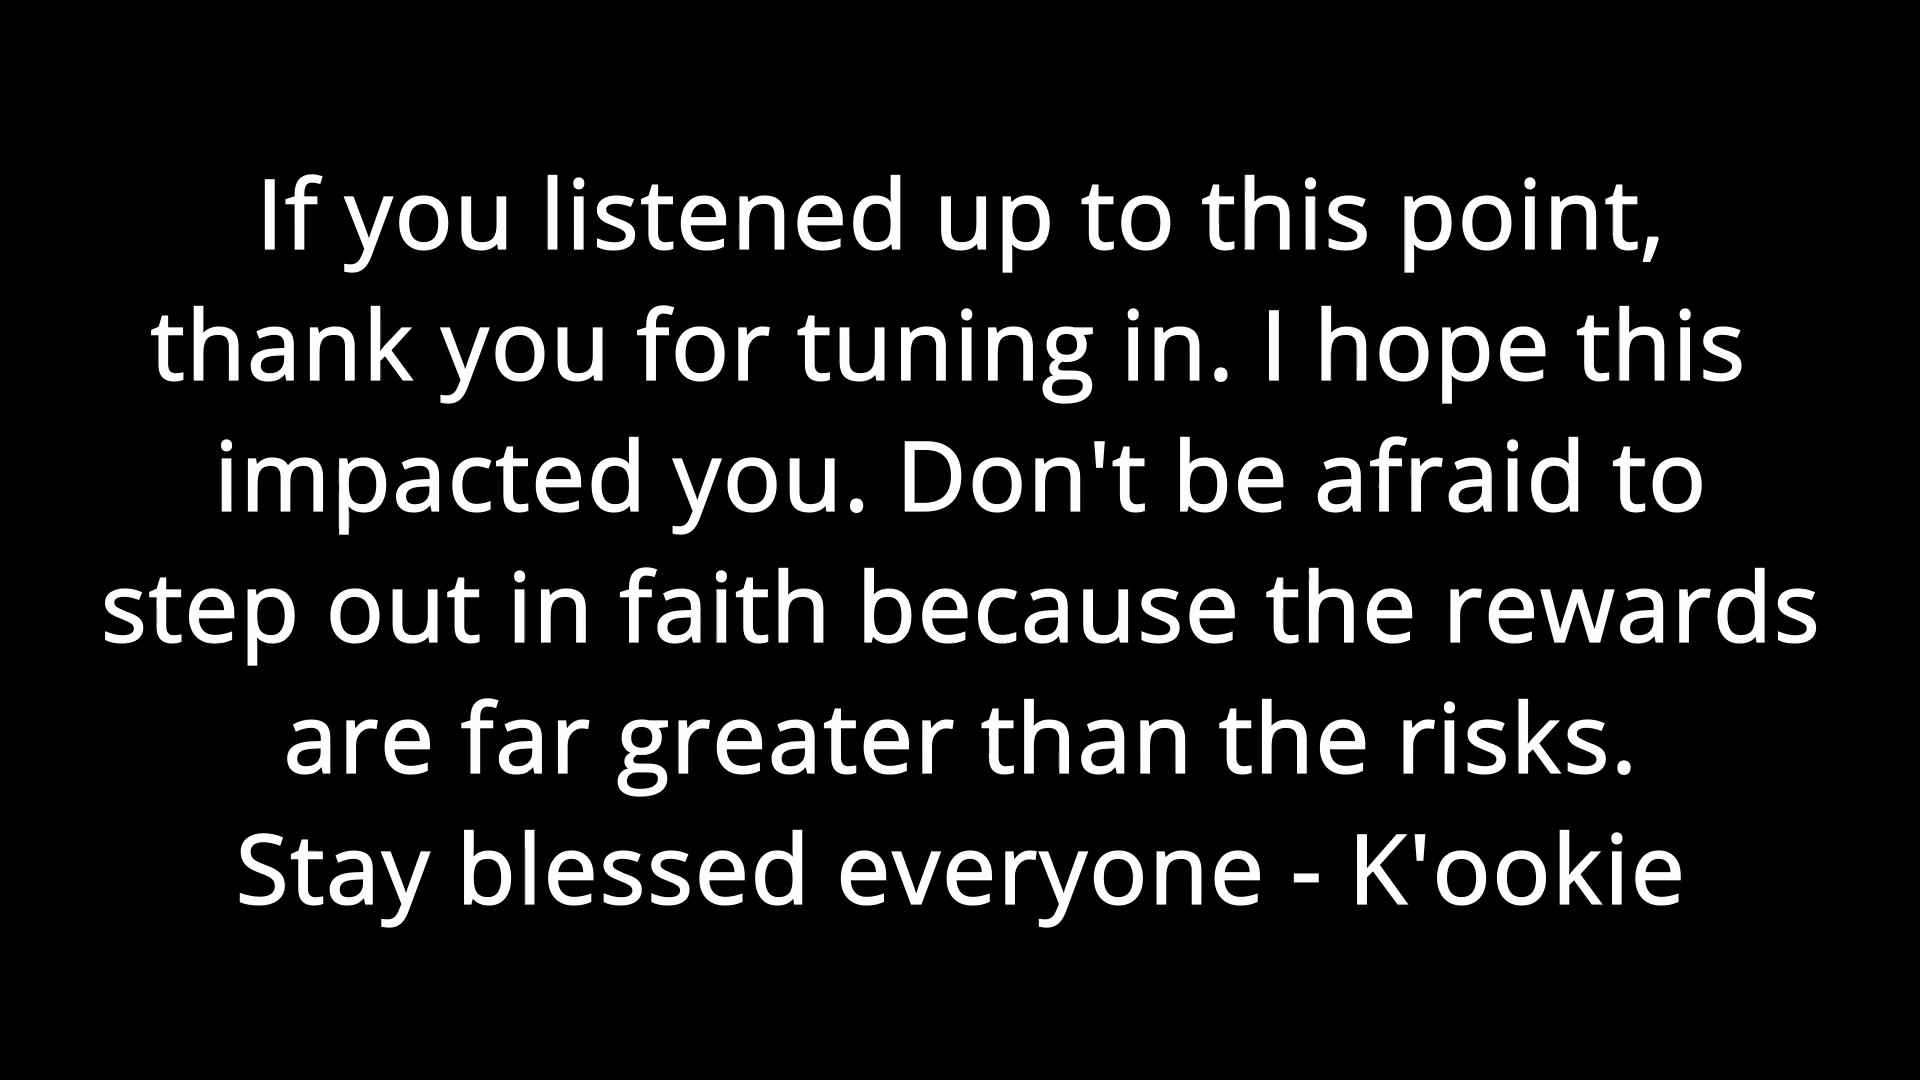 If you listened up to this point,
thank you for tuning in. I hope this
impacted you. Don't be afraid to
step out in faith because the rewards
are far greater than the risks.
Stay blessed everyone - K'ookie